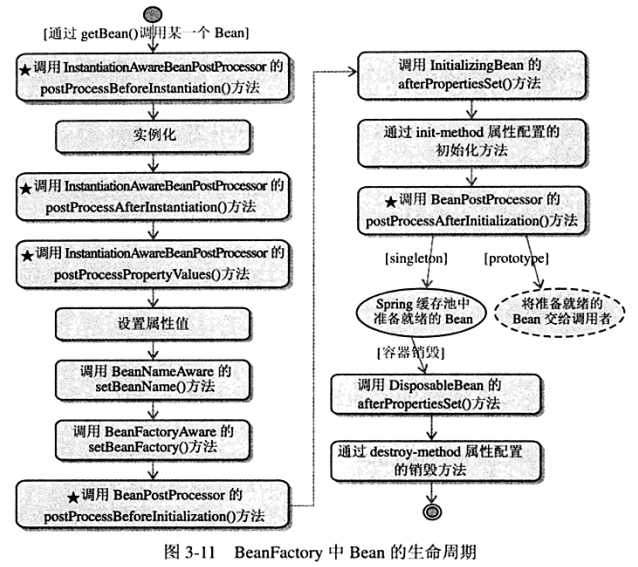 [通过 getBean()调用某一个 Bean]
★调用 InstantiationAwareBeanPostProcessor 的
postProcessBeforeInstantiation()方法
实例化
★调用 InstantiationAwareBeanPostProcessor 的
postProcessAfterInstantiation()方法
★调用 InstantiationAwareBeanPostProcessor 的
postProcessPropertyValues()方法
设置属性值
调用 BeanNameAware 的
setBeanName()方法
调用 BeanFactoryAware 的
setBeanFactory()方法
★调用 BeanPostProcessor 的
postProcessBeforeInitialization()方法
调用 InitializingBean 的
afterPropertiesSet()方法
通过 init-method 属性配置的
初始化方法
★调用 BeanPostProcessor 的
postProcessAfterInitialization()方法
[singleton]
[prototype]
Spring 缓存池中
准备就绪的 Bean
将准备就绪的
Bean 交给调用者
[容器销毁]
调用 DisposableBean 的
afterPropertiesSet()方法
通过 destroy-method 属性配置
的销毁方法
图 3-11 BeanFactory 中 Bean 的生命周期